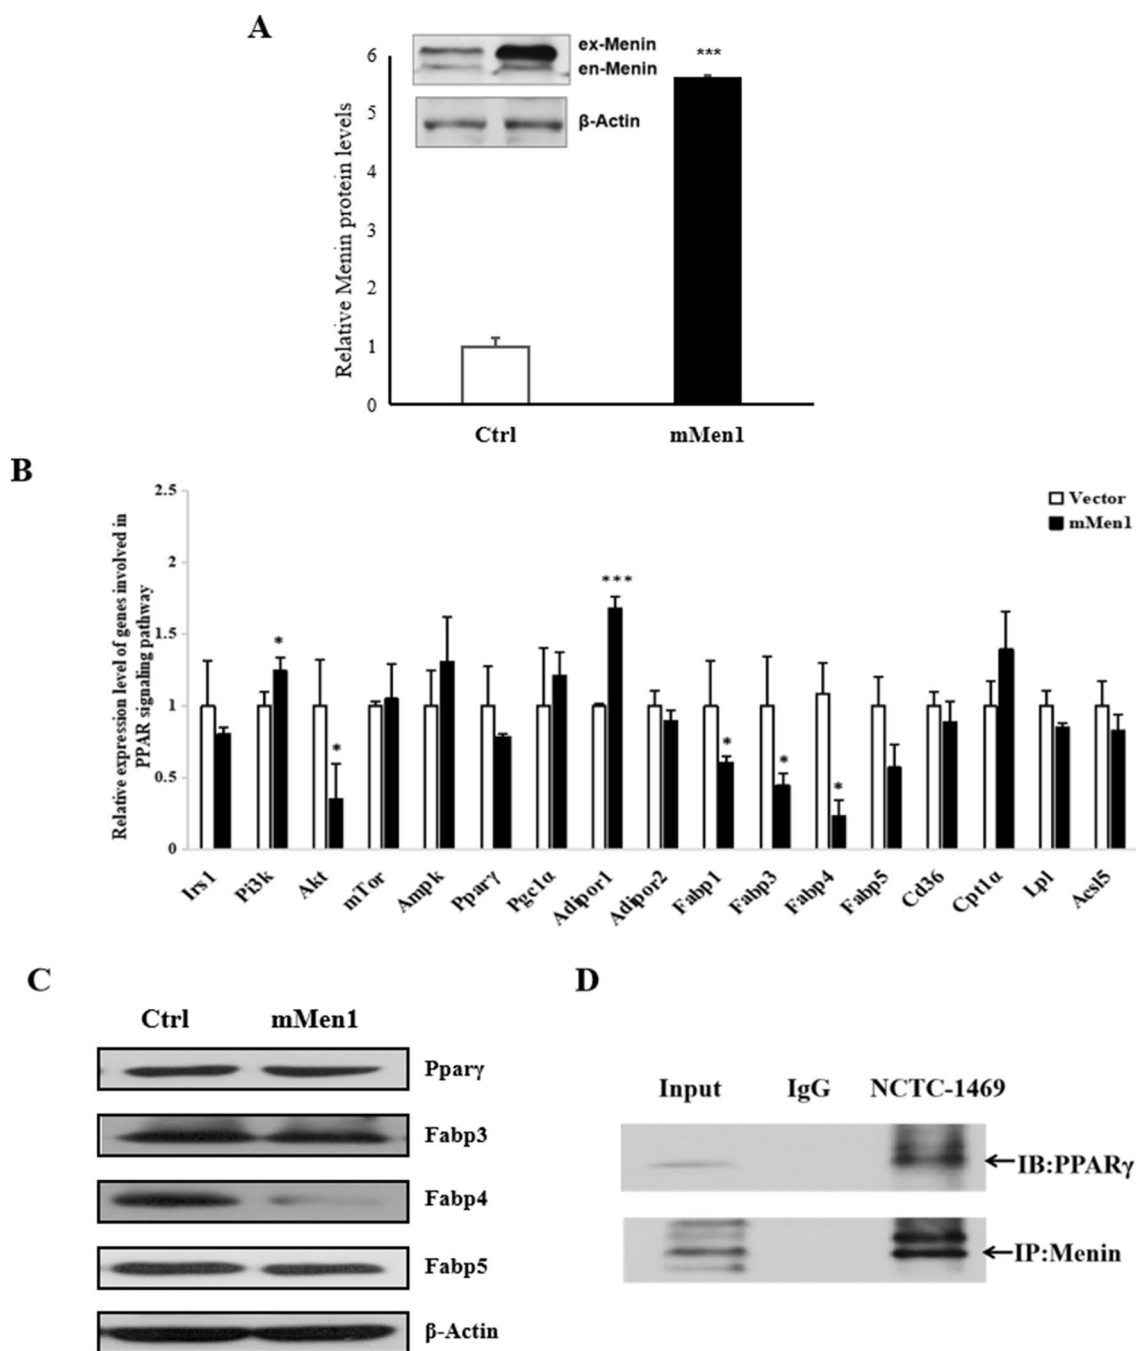 A
Relative Menin protein levels
6
5
4
3
2
1
0
ex-Menin
en-Menin
β-Actin
***
Ctrl
mMen1
B
Relative expression level of genes involved in
PPAR signaling pathway
2.5
2
1.5
1
0.5
0
Vector
mMen1
*
*
***
*
*
*
Irs1
Pi3k
Akt
mTor
Ampk
Pparγ
Pgc1α
Adipor1
Adipor2
Fabp1
Fabp3
Fabp4
Fabp5
Cd36
Cpt1α
Lpl
Acsl5
C
Ctrl mMen1
Pparγ
Fabp3
Fabp4
Fabp5
β-Actin
D
Input IgG NCTC-1469
IB:PPARγ
IP:Menin